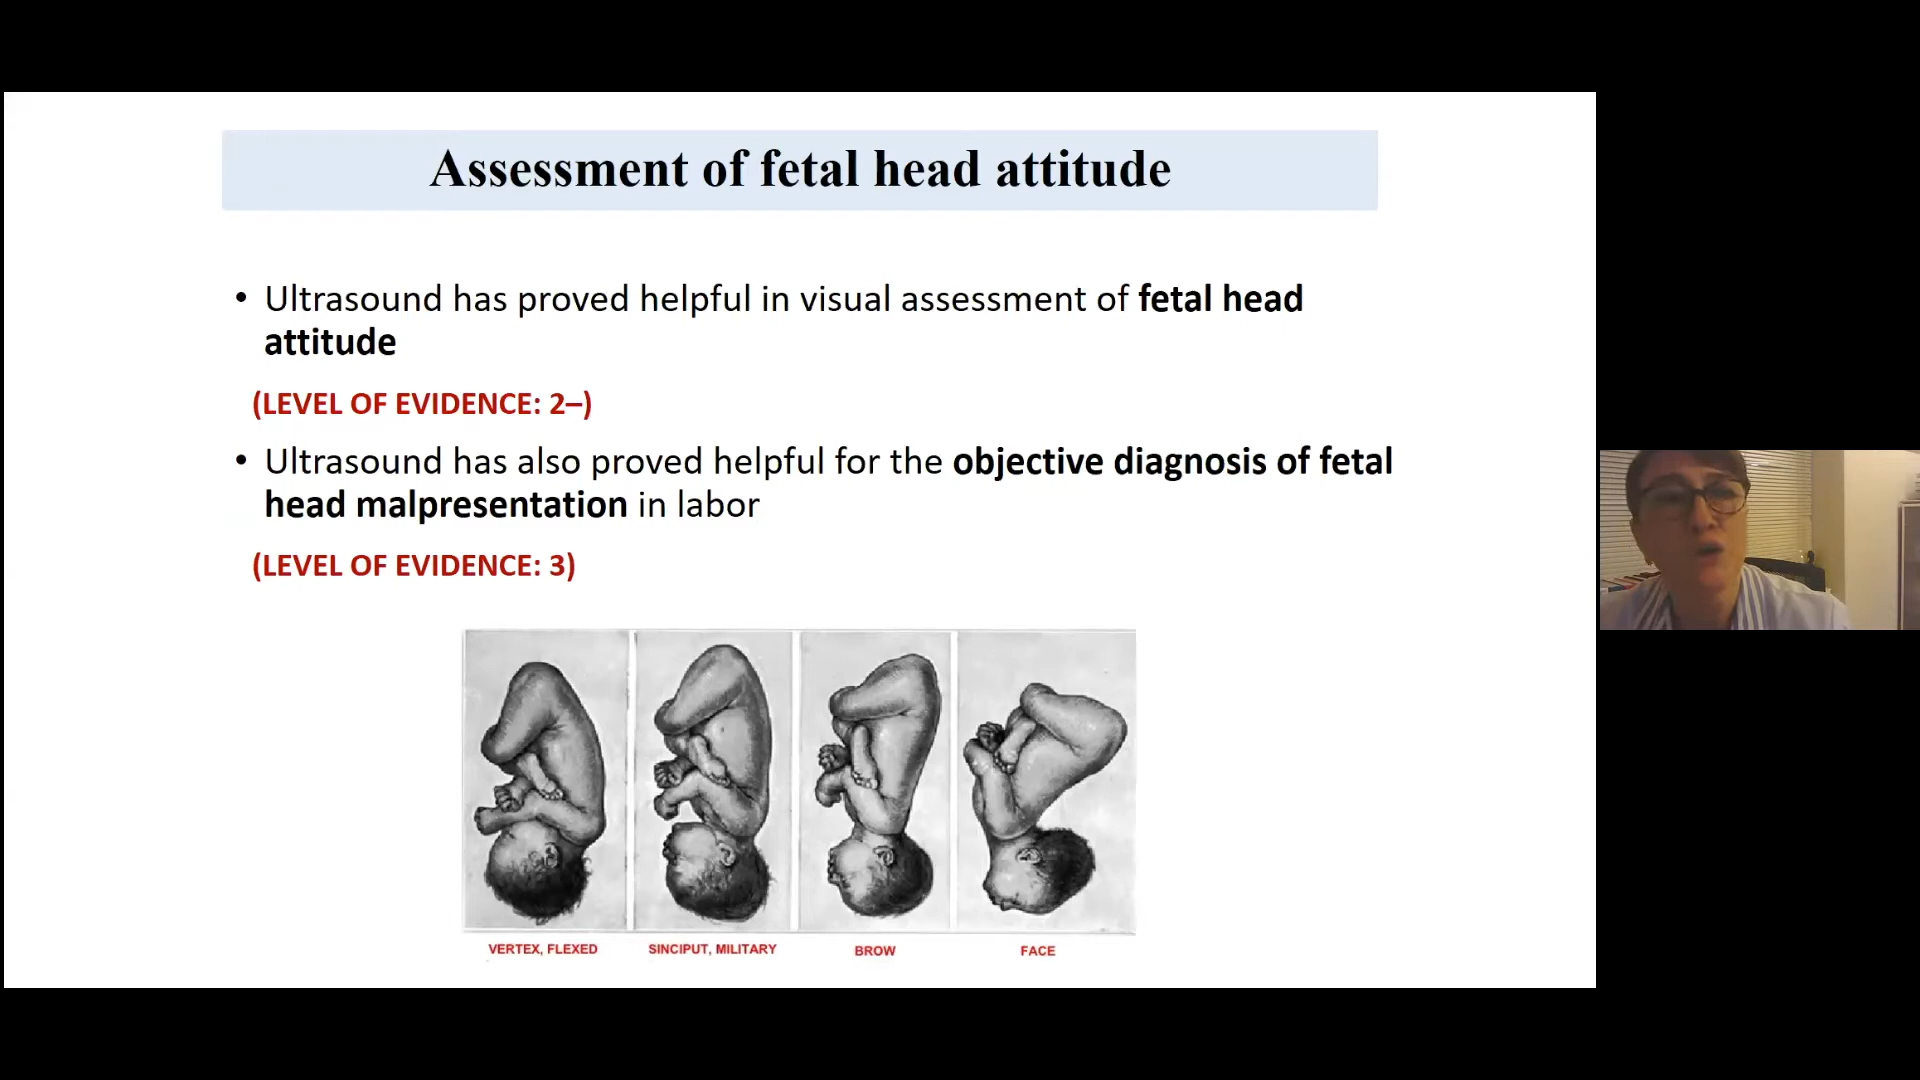 Assessment of fetal head attitude
• Ultrasound has proved helpful in visual assessment of fetal head
attitude
(LEVEL OF EVIDENCE: 2–)
• Ultrasound has also proved helpful for the objective diagnosis of fetal
head malpresentation in labor
(LEVEL OF EVIDENCE: 3)
VERTEX, FLEXED
SINCIPUT, MILITARY
BROW
FACE